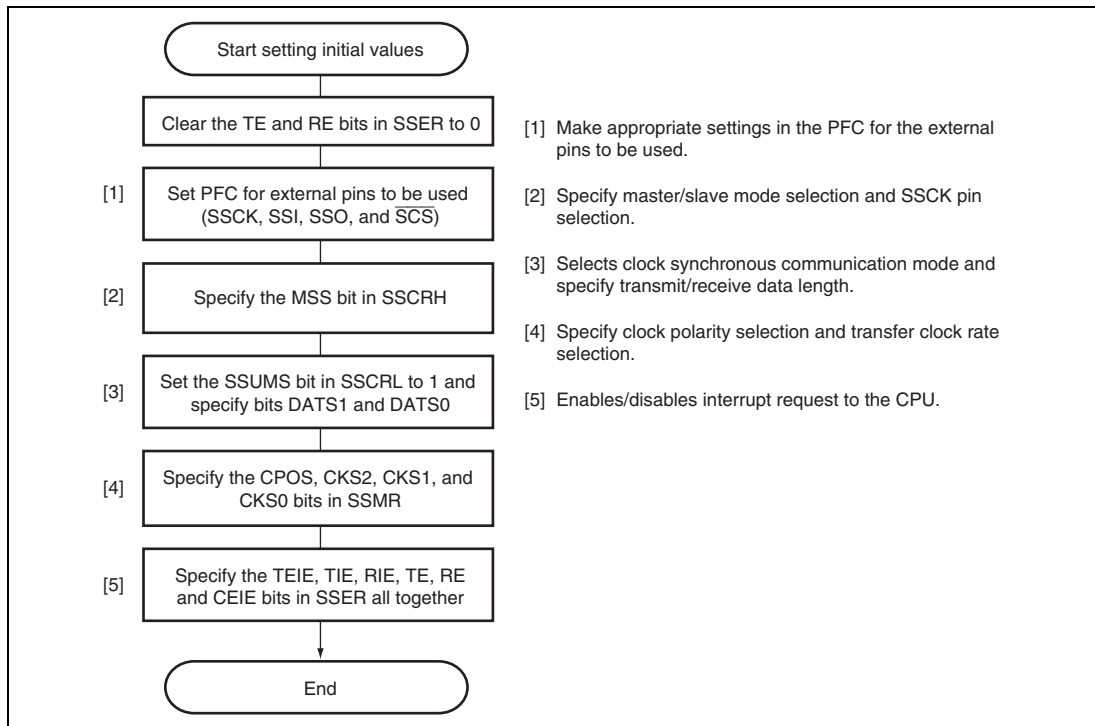 Start setting initial values
Clear the TE and RE bits in SSER to 0
[1]
Set PFC for external pins to be used
(SSCK, SSI, SSO, and S̅C̅S̅)
[2]
Specify the MSS bit in SSCRH
[3]
Set the SSUMS bit in SSCRL to 1 and
specify bits DATS1 and DATS0
[4]
Specify the CPOS, CKS2, CKS1, and
CKS0 bits in SSMR
[5]
Specify the TEIE, TIE, RIE, TE, RE
and CEIE bits in SSER all together
End
[1] Make appropriate settings in the PFC for the external
pins to be used.
[2] Specify master/slave mode selection and SSCK pin
selection.
[3] Selects clock synchronous communication mode and
specify transmit/receive data length.
[4] Specify clock polarity selection and transfer clock rate
selection.
[5] Enables/disables interrupt request to the CPU.